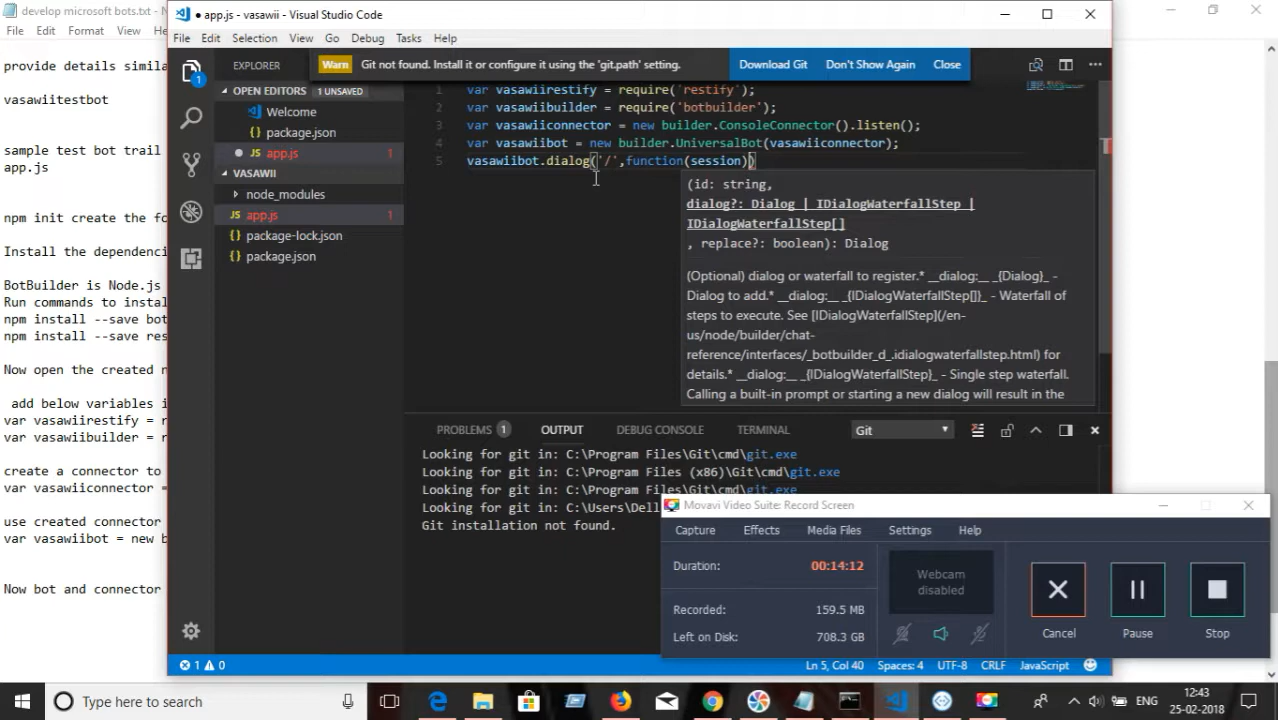 develop microsoft bots.txt - N
File Edit Format View H
provide details simila
vasawiitestbot
sample test bot trail
app.js
npm init create the fo
Install the dependenci
BotBuilder is Node.js
Run commands to instal
npm install --save bot
npm install --save res
Now open the created n
add below variables i
var vasawiirestify = r
var vasawiibuilder = r
create a connector to
var vasawiiconnector =
use created connector
var vasawiibot = new b
Now bot and connector
● app.js - vasawii - Visual Studio Code
File Edit Selection View Go Debug Tasks Help
EXPLORER
Warn Git not found. Install it or configure it using the 'git.path' setting. Download Git Don't Show Again Close
OPEN EDITORS 1 UNSAVED
Welcome
package.json
JS app.js 1
VASAWII
node_modules
JS app.js 1
package-lock.json
package.json
1
1 var vasawiirestify = require('restify');
2 var vasawiibuilder = require('botbuilder');
3 var vasawiiconnector = new builder.ConsoleConnector().listen();
4 var vasawiibot = new builder.UniversalBot(vasawiiconnector);
5 vasawiibot.dialog('/',function(session))
(id: string,
dialog?: Dialog | IDialogWaterfallStep |
IDialogWaterfallStep[]
, replace?: boolean): Dialog
(Optional) dialog or waterfall to register.* __dialog:__ _{Dialog}_ -
Dialog to add.* __dialog:__ _{IDialogWaterfallStep[]}_ - Waterfall of
steps to execute. See [IDialogWaterfallStep](/en-
us/node/builder/chat-
reference/interfaces/_botbuilder_d_.idialogwaterfallstep.html) for
details.* __dialog:__ _{IDialogWaterfallStep}_ - Single step waterfall.
Calling a built-in prompt or starting a new dialog will result in the
PROBLEMS 1 OUTPUT DEBUG CONSOLE TERMINAL Git
Looking for git in: C:\Program Files\Git\cmd\git.exe
Looking for git in: C:\Program Files (x86)\Git\cmd\git.exe
Looking for git in: C:\Program Files\Git\cmd\git.exe
Looking for git in: C:\Users\Dell
Git installation not found.
Movavi Video Suite: Record Screen
Capture Effects Media Files Settings Help
Duration: 00:14:12
Webcam
disabled
Recorded: 159.5 MB
Left on Disk: 708.3 GB
Cancel Pause Stop
1 0 Ln 5, Col 40 Spaces: 4 UTF-8 CRLF JavaScript
Type here to search
ENG
12:43
25-02-2018